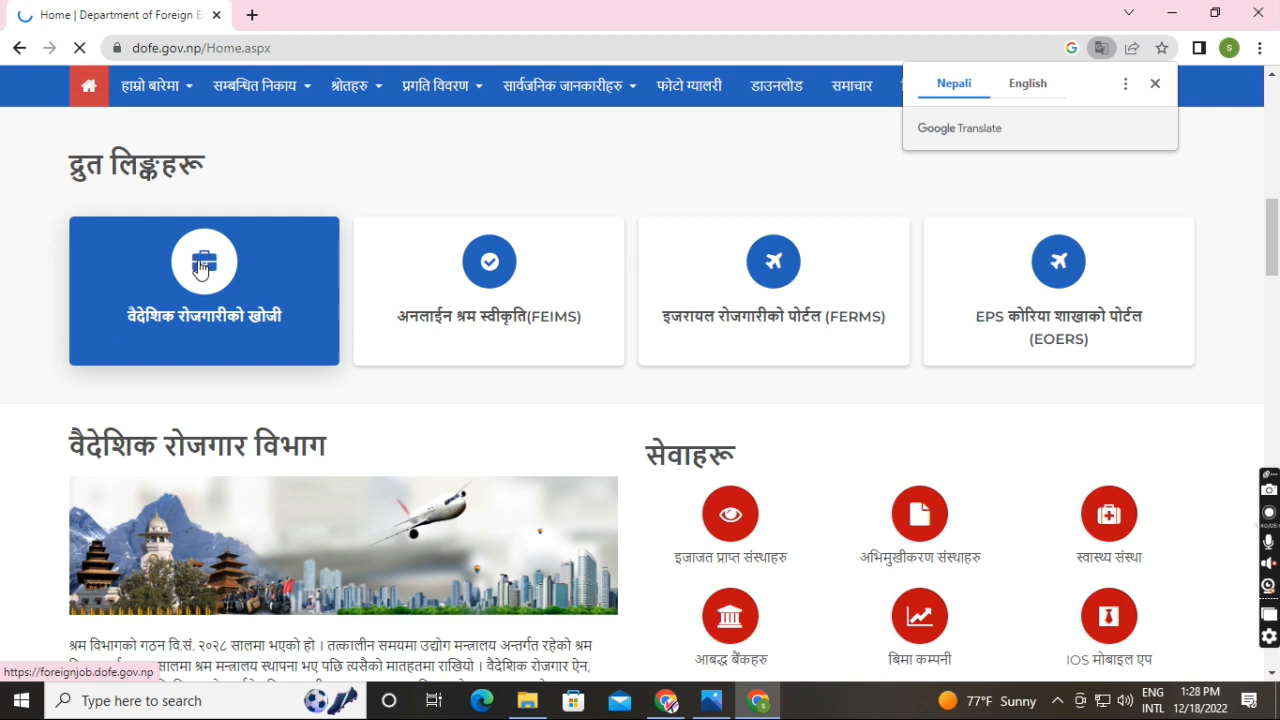 Home | Department of Foreign E
dofe.gov.np/Home.aspx
हाम्रो बारेमा
सम्बन्धित निकाय
श्रोतहरु
प्रगति विवरण
सार्वजनिक जानकारीहरु
फोटो ग्यालरी
डाउनलोड
समाचार
Nepali
English
Google Translate
द्रुत लिङ्कहरू
वैदेशिक रोजगारीको खोजी
अनलाईन श्रम स्वीकृति(FEIMS)
इजरायल रोजगारीको पोर्टल (FERMS)
EPS कोरिया शाखाको पोर्टल
(EOERS)
वैदेशिक रोजगार विभाग
सेवाहरू
इजाजत प्राप्त संस्थाहरु
अभिमुखीकरण संस्थाहरु
स्वास्थ्य संस्था
आबद्ध बैंकहरु
बिमा कम्पनी
IOS मोबाइल एप
श्रम विभागको गठन वि.सं. २०२८ सालमा भएको हो । तत्कालीन समयमा उद्योग मन्त्रालय अन्तर्गत रहेको श्रम
सालमा श्रम मन्त्रालय स्थापना भए पछि त्यसैको मातहतमा राखियो । वैदेशिक रोजगार ऐन,
https://foreignjob.dofe.gov.np
Type here to search
77°F Sunny
ENG
INTL
1:28 PM
12/18/2022